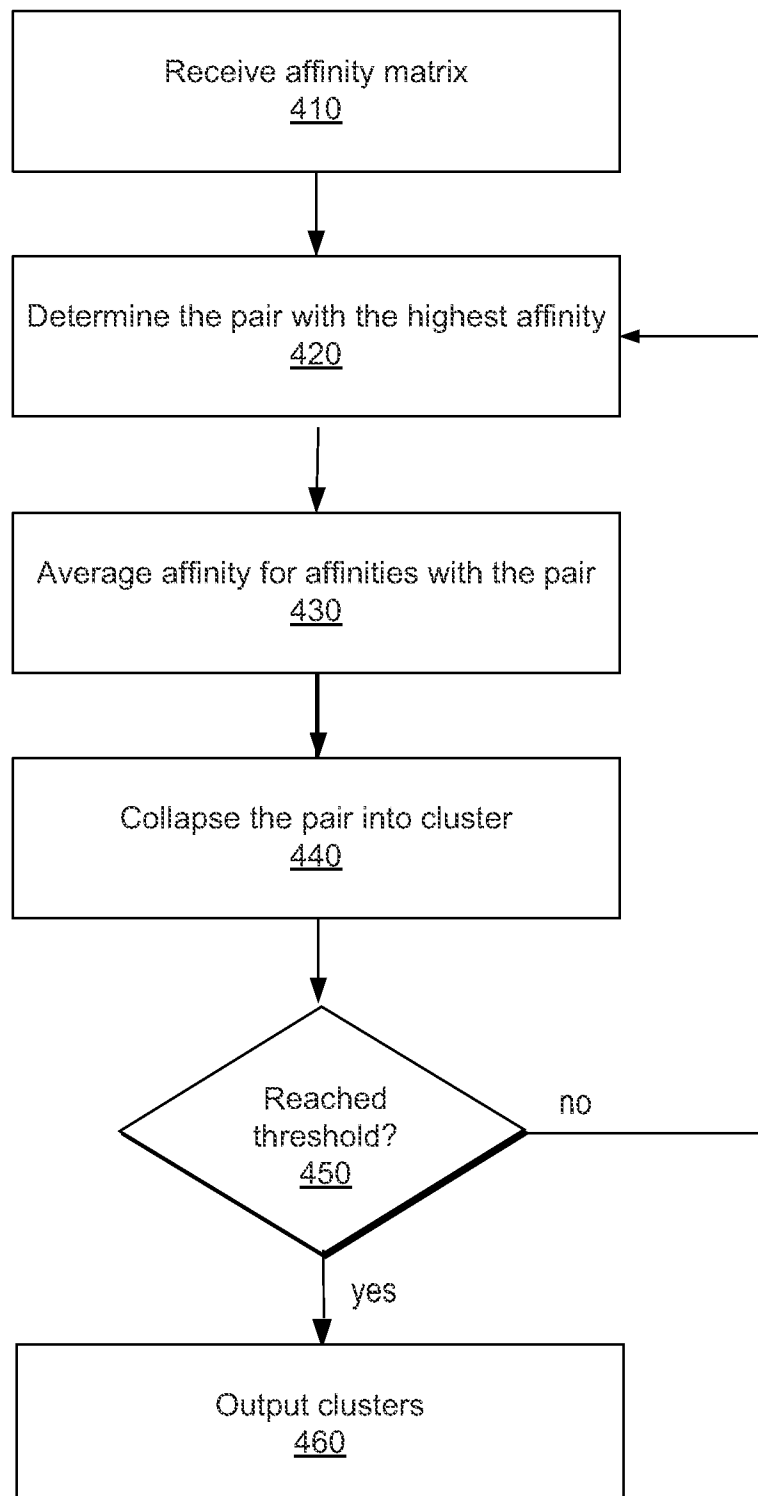 Receive affinity matrix
410
Determine the pair with the highest affinity
420
Average affinity for affinities with the pair
430
Collapse the pair into cluster
440
Reached
threshold?
450
no
yes
Output clusters
460